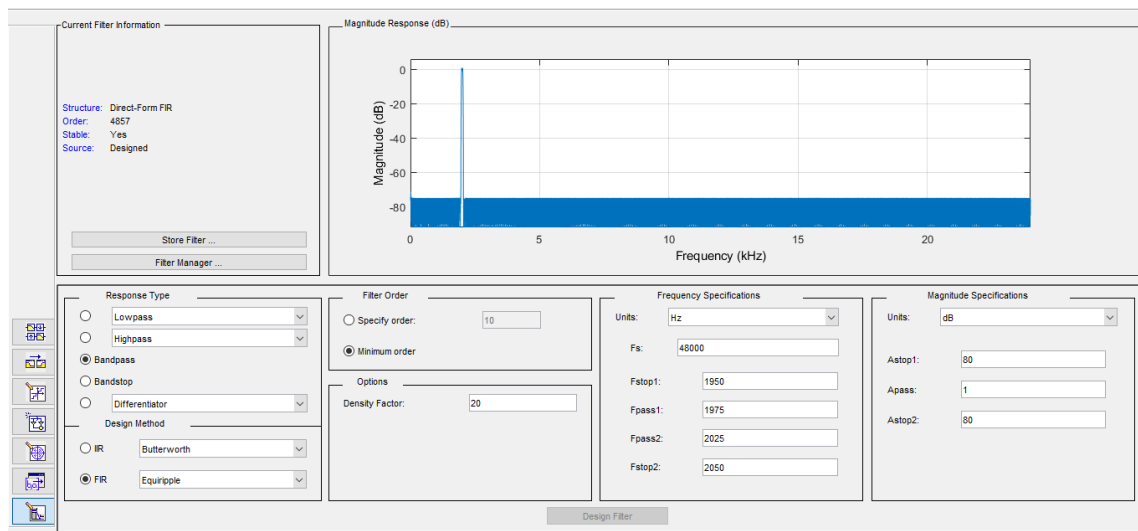 Current Filter Information
Structure: Direct-Form FIR
Order: 4857
Stable: Yes
Source: Designed
Store Filter ...
Filter Manager ...
Magnitude Response (dB)
0
-20
-40
-60
-80
Magnitude (dB)
0 5 10 15 20
Frequency (kHz)
Response Type
Lowpass
Highpass
Bandpass
Bandstop
Differentiator
Design Method
IIR Butterworth
FIR Equiripple
Filter Order
Specify order: 10
Minimum order
Options
Density Factor: 20
Frequency Specifications
Units: Hz
Fs: 48000
Fstop1: 1950
Fpass1: 1975
Fpass2: 2025
Fstop2: 2050
Magnitude Specifications
Units: dB
Astop1: 80
Apass: 1
Astop2: 80
Design Filter